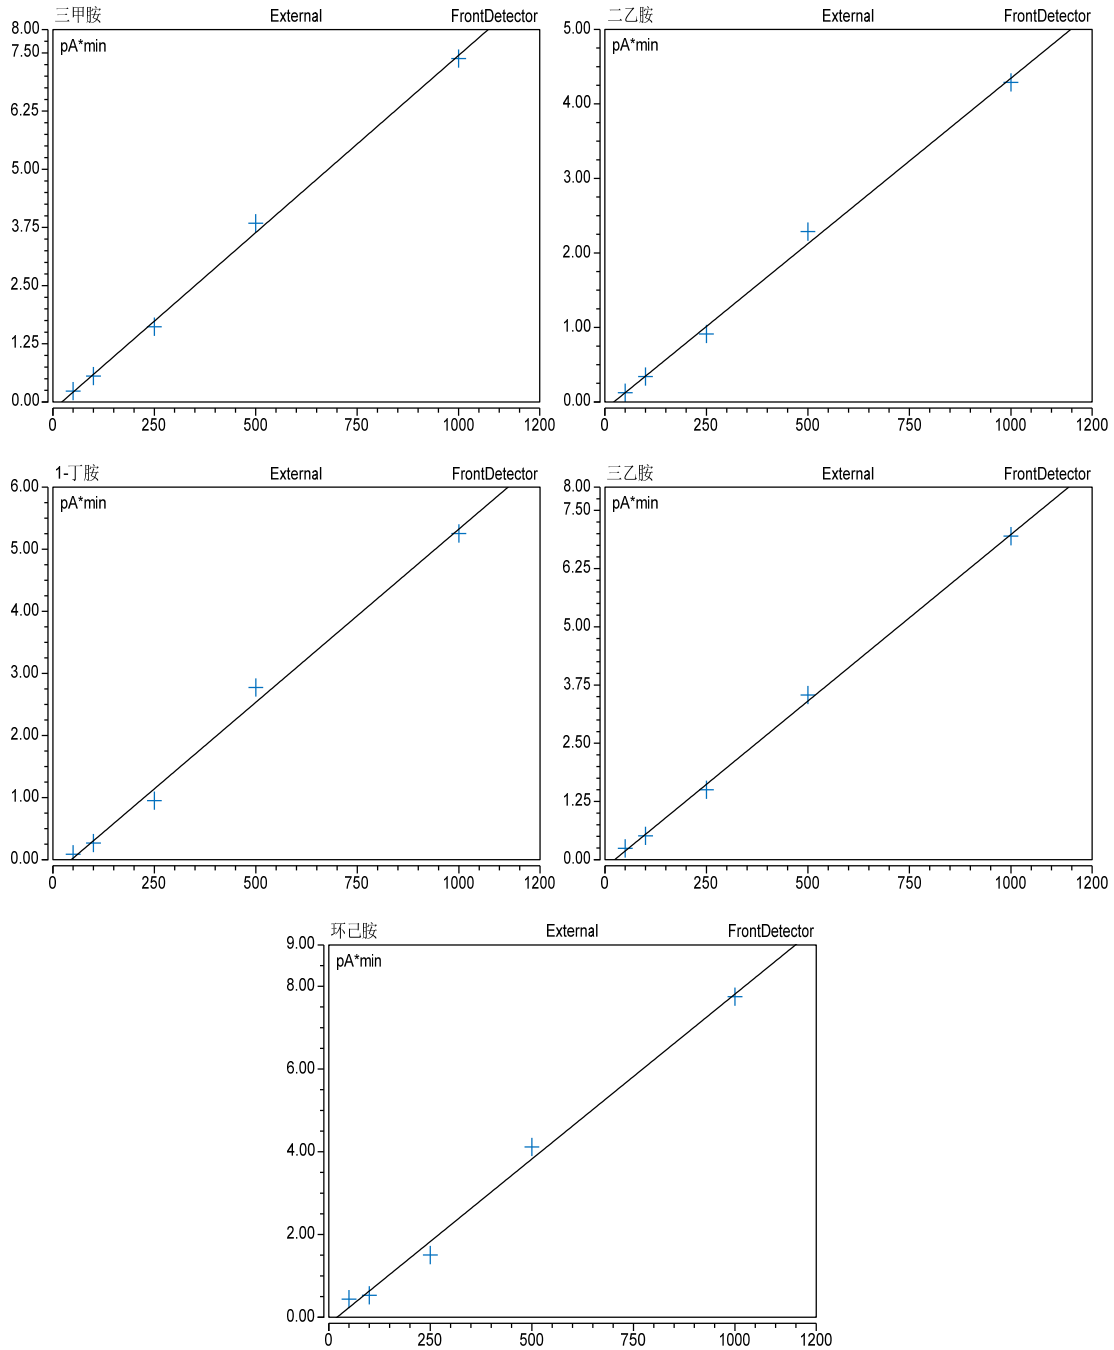 三甲胺 External FrontDetector
pA*min
8.00
7.50
6.25
5.00
3.75
2.50
1.25
0.00
0 250 500 750 1000 1200
二乙胺 External FrontDetector
pA*min
5.00
4.00
3.00
2.00
1.00
0.00
0 250 500 750 1000 1200
1-丁胺 External FrontDetector
pA*min
6.00
5.00
4.00
3.00
2.00
1.00
0.00
0 250 500 750 1000 1200
三乙胺 External FrontDetector
pA*min
8.00
7.50
6.25
5.00
3.75
2.50
1.25
0.00
0 250 500 750 1000 1200
环己胺 External FrontDetector
pA*min
9.00
8.00
6.00
4.00
2.00
0.00
0 250 500 750 1000 1200